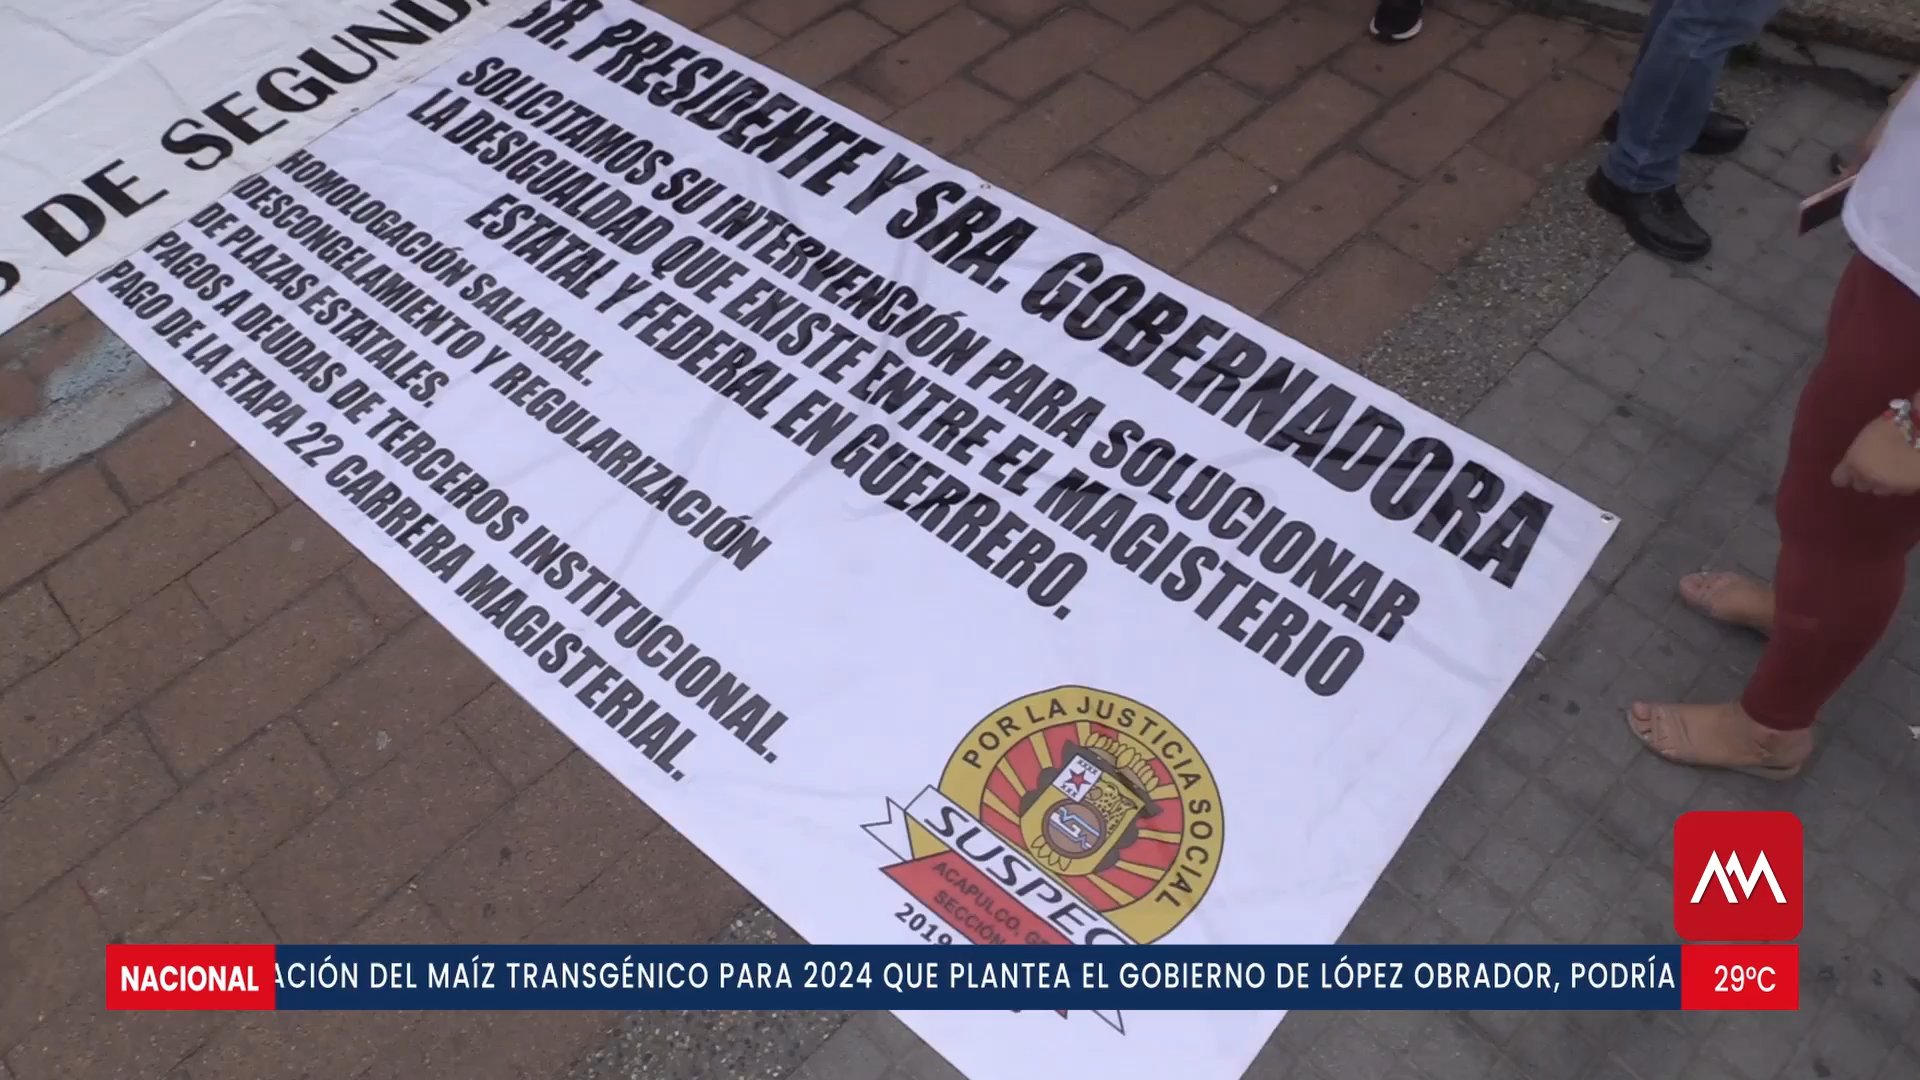 DE SEGUND
SR. PRESIDENTE Y SRA. GOBERNADORA
SOLICITAMOS SU INTERVENCIÓN PARA SOLUCIONAR
LA DESIGUALDAD QUE EXISTE ENTRE EL MAGISTERIO
ESTATAL Y FEDERAL EN GUERRERO.
HOMOLOGACIÓN SALARIAL.
DESCONGELAMIENTO Y REGULARIZACIÓN
DE PLAZAS ESTATALES.
PAGOS A DEUDAS DE TERCEROS INSTITUCIONAL.
PAGO DE LA ETAPA 22 CARRERA MAGISTERIAL.
POR LA JUSTICIA SOCIAL
XXXX
XXX
SUSPEG
ACAPULCO, GR
SECCIÓN
2019
NACIONAL
ACIÓN DEL MAÍZ TRANSGÉNICO PARA 2024 QUE PLANTEA EL GOBIERNO DE LÓPEZ OBRADOR, PODRÍA
29ºC